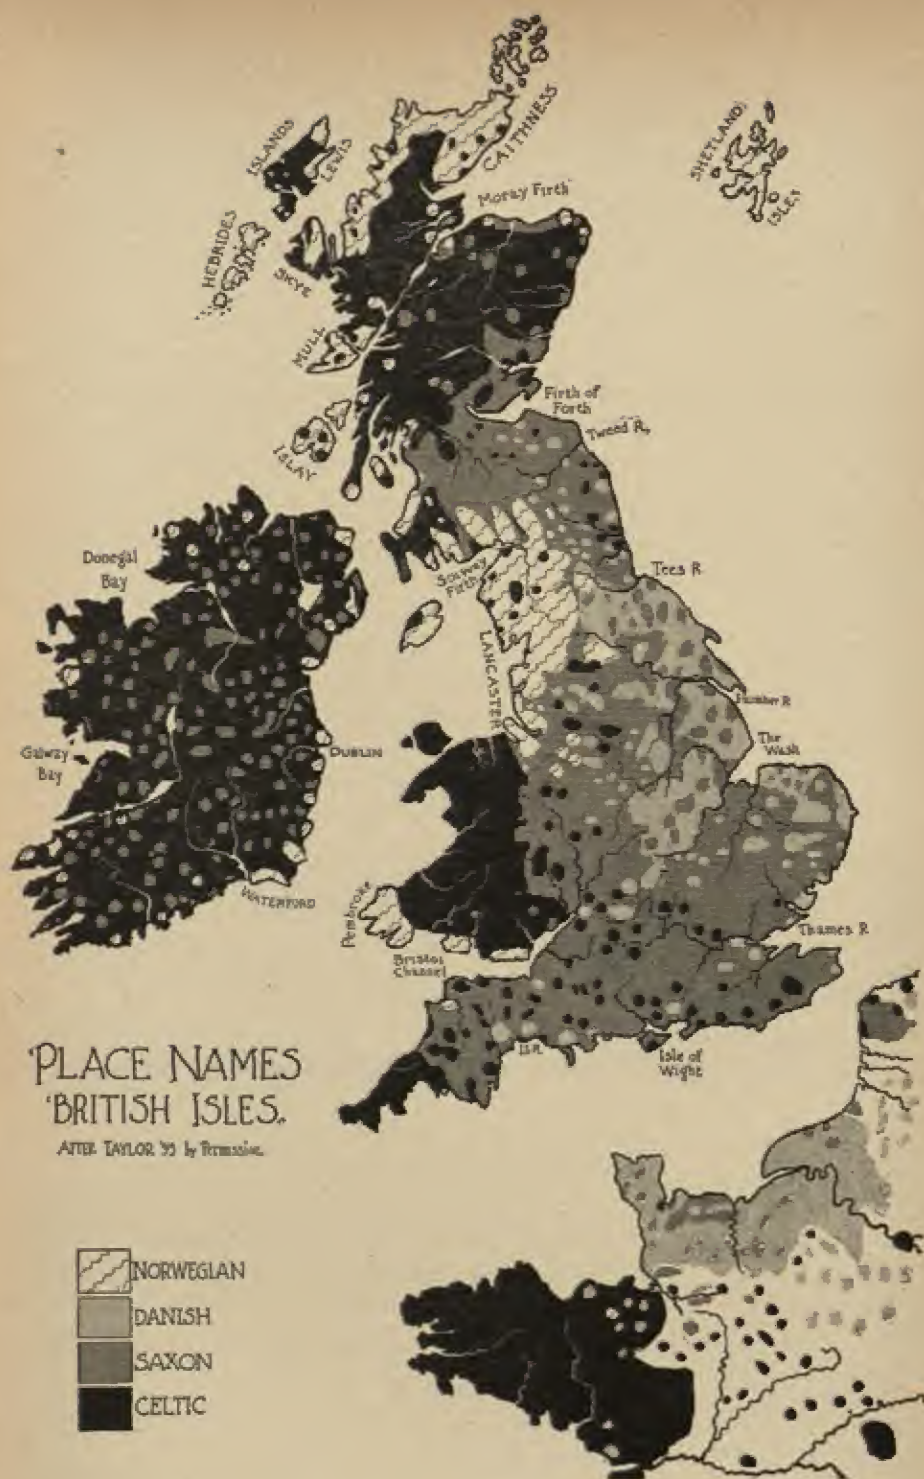 SHETLAND
ISLES
CAITHNESS
ISLANDS
LEWIS
Moray Firth
HEBRIDES
SKYE
MULL
Firth of
Forth
Tweed R.
ISLAY
Donegal
Bay
Solway
Firth
Tees R
LANCASTER
Humber R
The
Wash
DUBLIN
Galway
Bay
WATERFORD
Pembroke
Thames R
Bristol
Channel
Isle of
Wight
PLACE NAMES
BRITISH ISLES.
AFTER TAYLOR by Permission.
NORWEGIAN
DANISH
SAXON
CELTIC